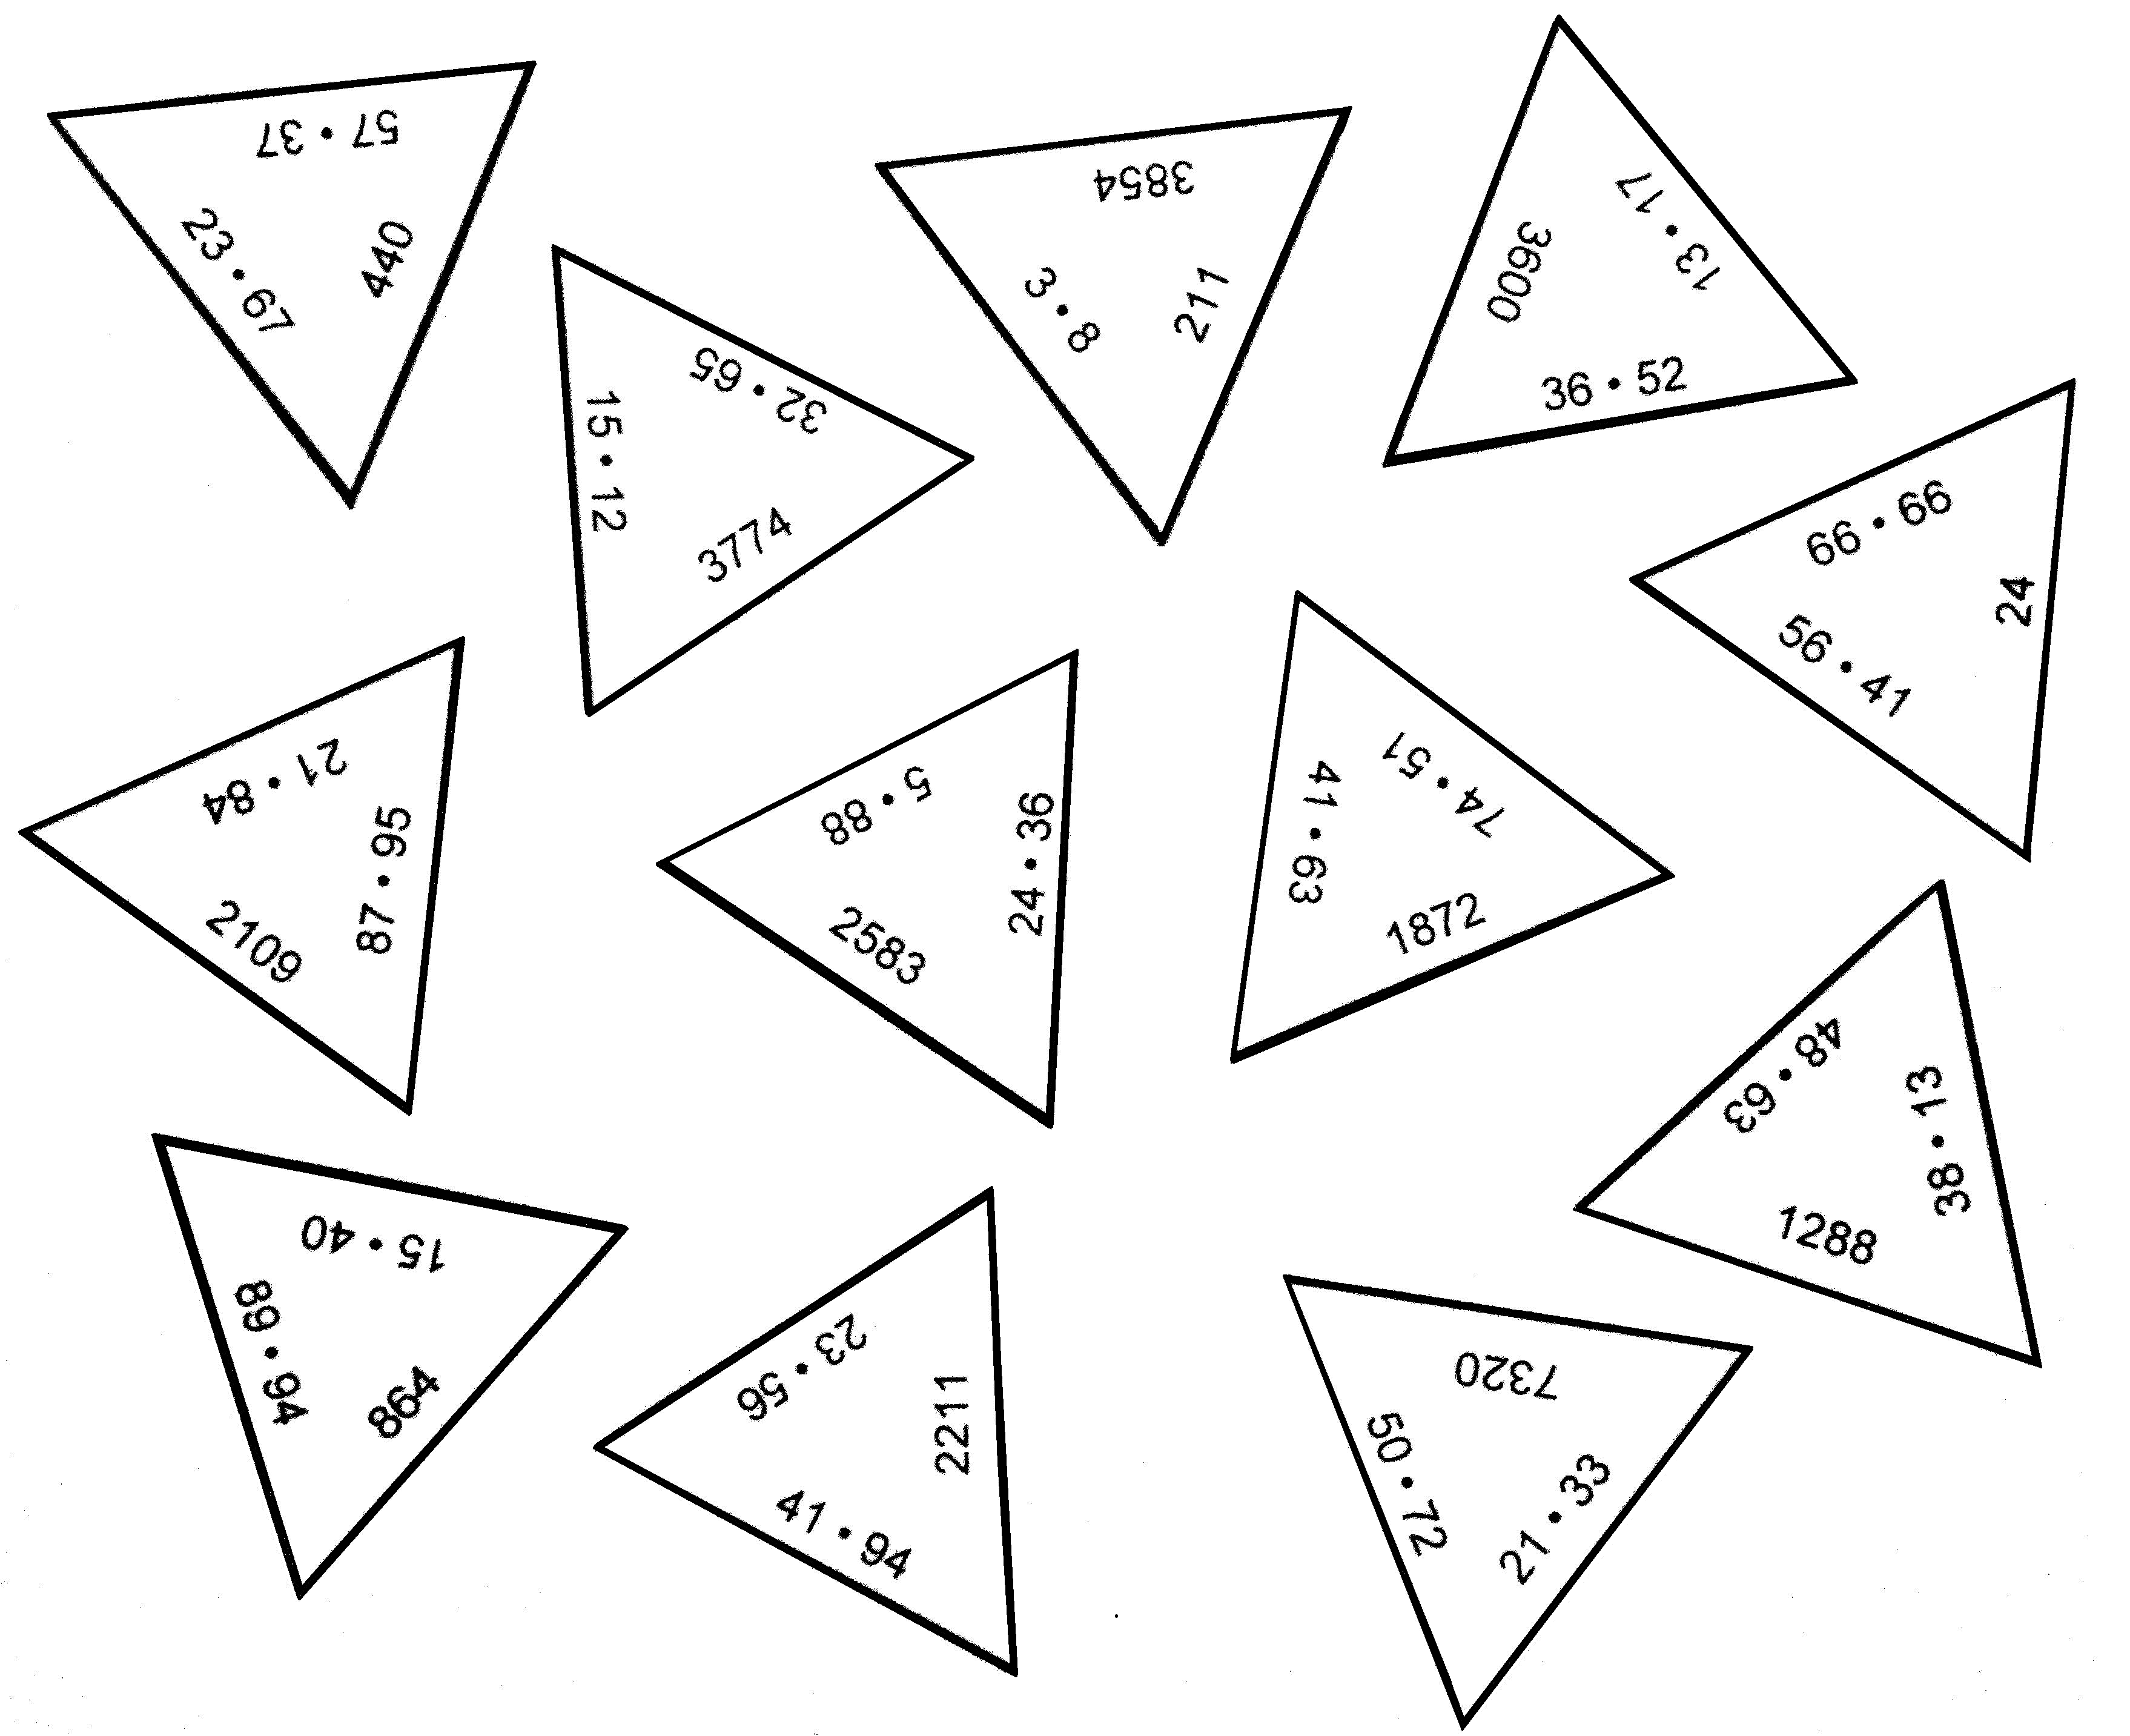 57 • 37
23 • 67
440
32 • 65
15 • 12
3774
3854
3 • 8
211
3600
13 • 17
36 • 52
66 • 99
24
56 • 41
21 • 84
87 • 95
2109
5 • 88
24 • 36
2583
41 • 63
74 • 51
1872
48 • 63
38 • 13
1288
15 • 40
89 • 94
864
23 • 56
2211
41 • 94
7320
50 • 72
21 • 33